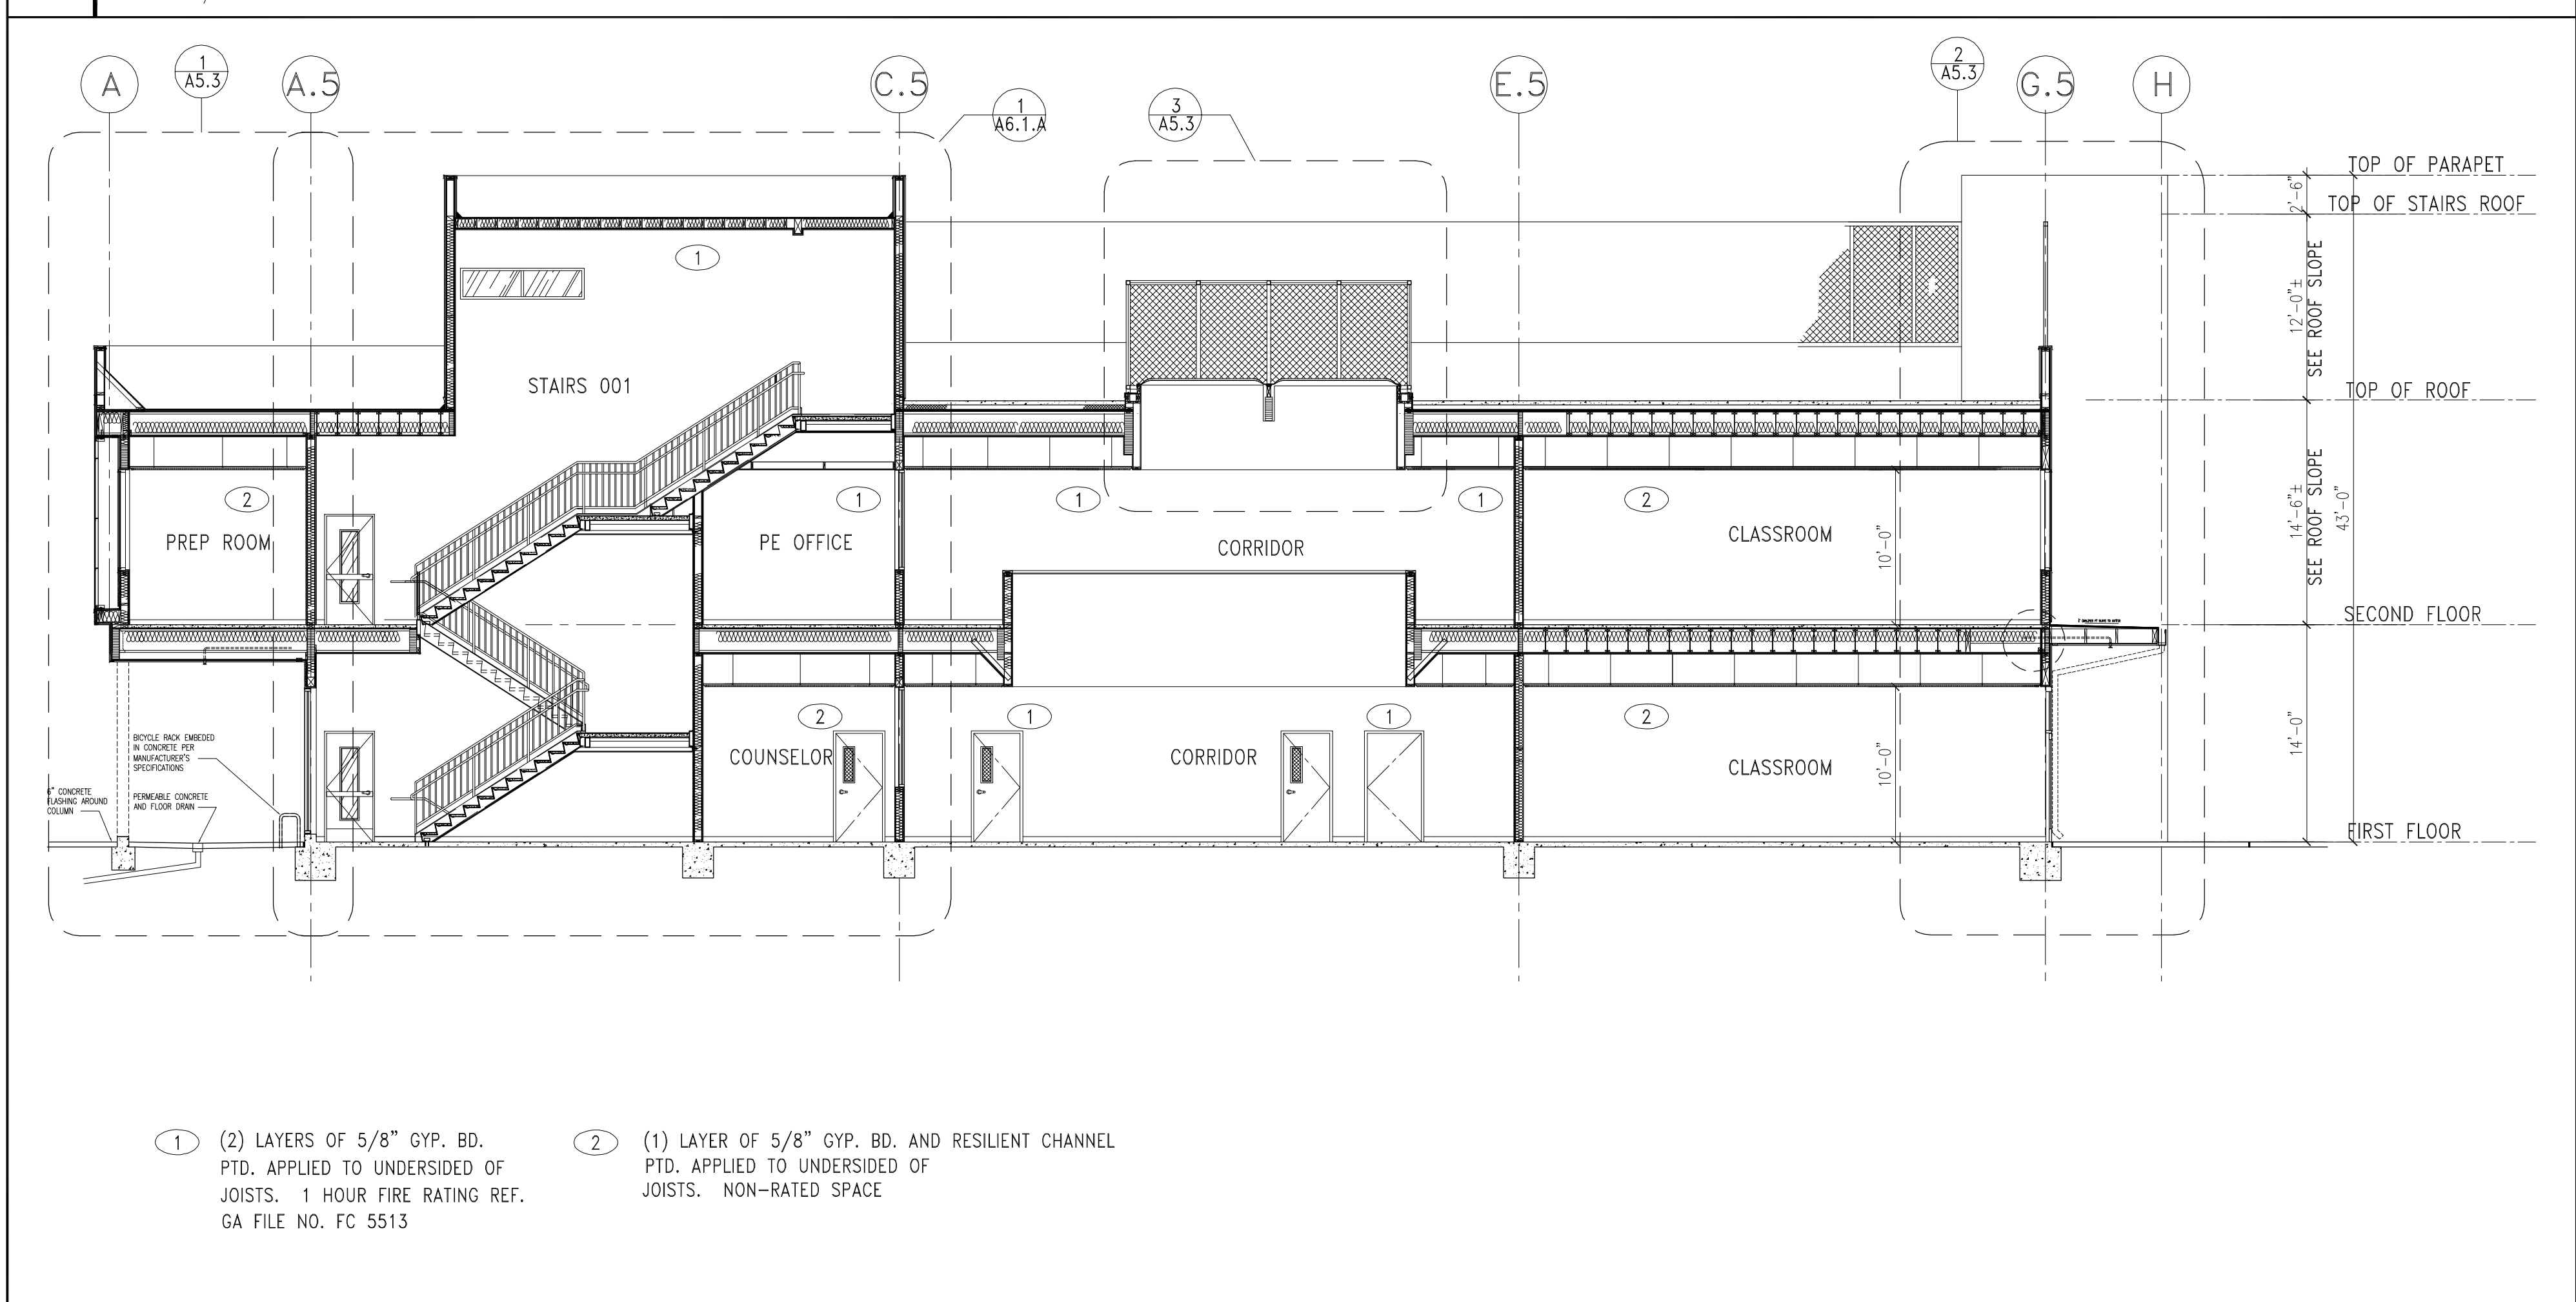 A
1
A5.3
A.5
C.5
1
A6.1.A
3
A5.3
E.5
2
A5.3
G.5
H
TOP OF PARAPET
2'-6"
TOP OF STAIRS ROOF
12'-0"±
SEE ROOF SLOPE
TOP OF ROOF
14'-6"±
SEE ROOF SLOPE
43'-0"
SECOND FLOOR
14'-0"
FIRST FLOOR
1
STAIRS 001
2
PREP ROOM
1
PE OFFICE
1
CORRIDOR
1
2
CLASSROOM
10'-0"
2
COUNSELOR
1
CORRIDOR
1
2
CLASSROOM
10'-0"
BICYCLE RACK EMBEDED
IN CONCRETE PER
MANUFACTURER'S
SPECIFICATIONS
6" CONCRETE
FLASHING AROUND
COLUMN
PERMEABLE CONCRETE
AND FLOOR DRAIN
1
(2) LAYERS OF 5/8" GYP. BD.
PTD. APPLIED TO UNDERSIDED OF
JOISTS. 1 HOUR FIRE RATING REF.
GA FILE NO. FC 5513
2
(1) LAYER OF 5/8" GYP. BD. AND RESILIENT CHANNEL
PTD. APPLIED TO UNDERSIDED OF
JOISTS. NON-RATED SPACE